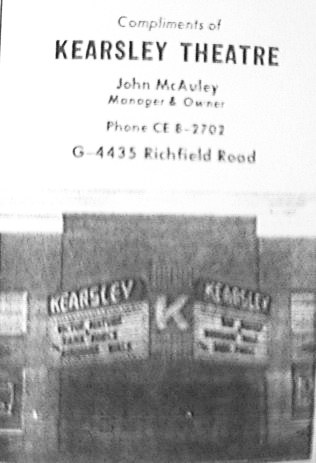 Compliments of
KEARSLEY THEATRE
John McAuley
Manager & Owner
Phone CE 8-2702
G-4435 Richfield Road
KEARSLEY
K
KEARSLEY